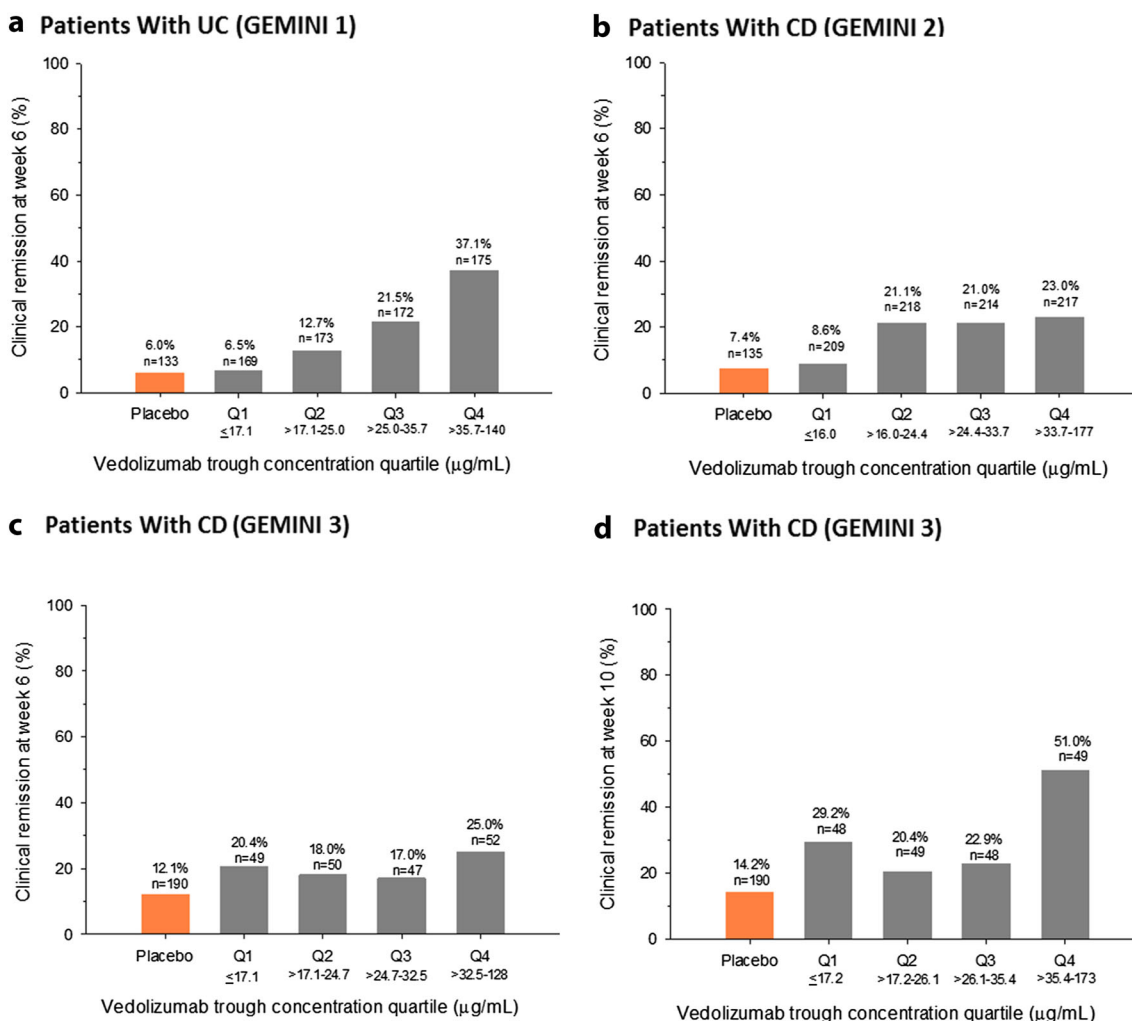 a Patients With UC (GEMINI 1)
Clinical remission at week 6 (%)
100
80
60
40
20
0
6.0%
n=133
6.5%
n=169
12.7%
n=173
21.5%
n=172
37.1%
n=175
Placebo Q1 Q2 Q3 Q4
≤17.1 >17.1-25.0 >25.0-35.7 >35.7-140
Vedolizumab trough concentration quartile (µg/mL)
b Patients With CD (GEMINI 2)
Clinical remission at week 6 (%)
100
80
60
40
20
0
7.4%
n=135
8.6%
n=209
21.1%
n=218
21.0%
n=214
23.0%
n=217
Placebo Q1 Q2 Q3 Q4
≤16.0 >16.0-24.4 >24.4-33.7 >33.7-177
Vedolizumab trough concentration quartile (µg/mL)
c Patients With CD (GEMINI 3)
Clinical remission at week 6 (%)
100
80
60
40
20
0
12.1%
n=190
20.4%
n=49
18.0%
n=50
17.0%
n=47
25.0%
n=52
Placebo Q1 Q2 Q3 Q4
≤17.1 >17.1-24.7 >24.7-32.5 >32.5-128
Vedolizumab trough concentration quartile (µg/mL)
d Patients With CD (GEMINI 3)
Clinical remission at week 10 (%)
100
80
60
40
20
0
14.2%
n=190
29.2%
n=48
20.4%
n=49
22.9%
n=48
51.0%
n=49
Placebo Q1 Q2 Q3 Q4
≤17.2 >17.2-26.1 >26.1-35.4 >35.4-173
Vedolizumab trough concentration quartile (µg/mL)